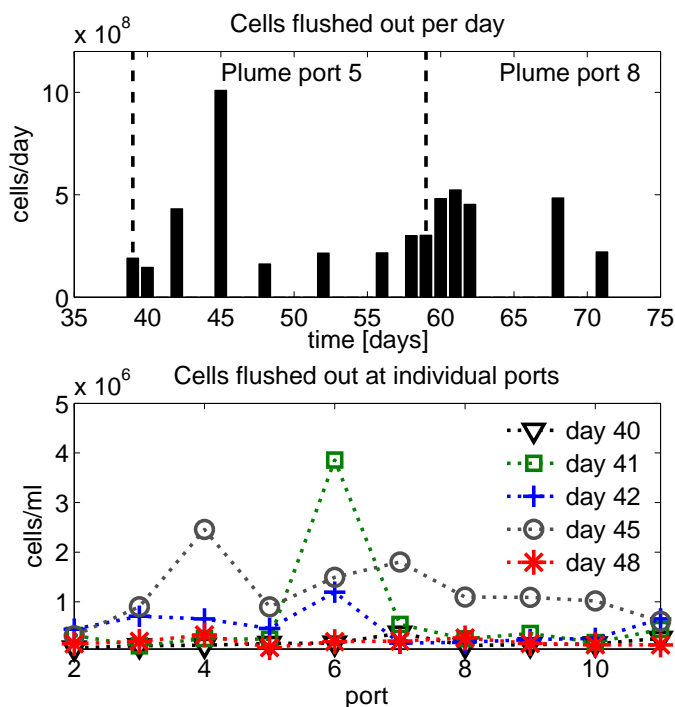 Cells flushed out per day
x 10^8
Plume port 5
Plume port 8
10
5
0
cells/day
35 40 45 50 55 60 65 70 75
time [days]
Cells flushed out at individual ports
x 10^6
5
4
3
2
1
cells/ml
day 40
day 41
day 42
day 45
day 48
2 4 6 8 10
port